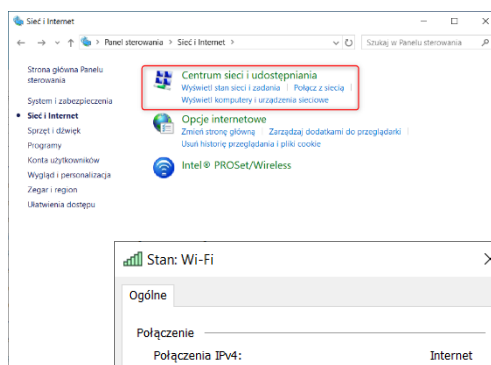 Sieć i Internet
Panel sterowania > Sieć i Internet >
Szukaj w Panelu sterowania
Strona główna Panelu
sterowania
System i zabezpieczenia
Sieć i Internet
Sprzęt i dźwięk
Programy
Konta użytkowników
Wygląd i personalizacja
Zegar i region
Ułatwienia dostępu
Centrum sieci i udostępniania
Wyświetl stan sieci i zadania | Połącz z siecią
Wyświetl komputery i urządzenia sieciowe
Opcje internetowe
Zmień stronę główną | Zarządzaj dodatkami do przeglądarki
Usuń historię przeglądania i pliki cookie
Intel® PROSet/Wireless
Stan: Wi-Fi
Ogólne
Połączenie
Połączenia IPv4: Internet